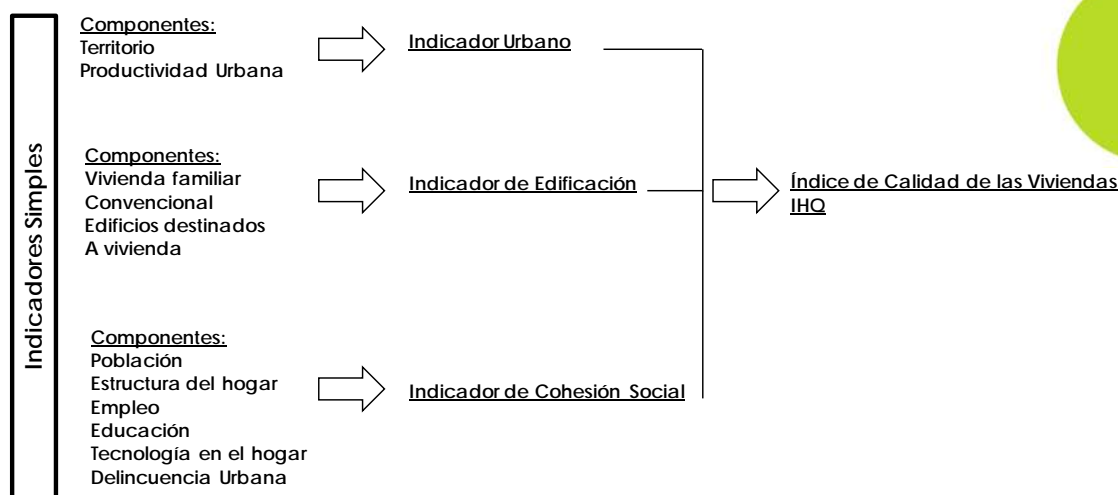 Indicadores Simples
Componentes:
Territorio
Productividad Urbana
Indicador Urbano
Componentes:
Vivienda familiar
Convencional
Edificios destinados
A vivienda
Indicador de Edificación
Índice de Calidad de las Viviendas
IHQ
Componentes:
Población
Estructura del hogar
Empleo
Educación
Tecnología en el hogar
Delincuencia Urbana
Indicador de Cohesión Social